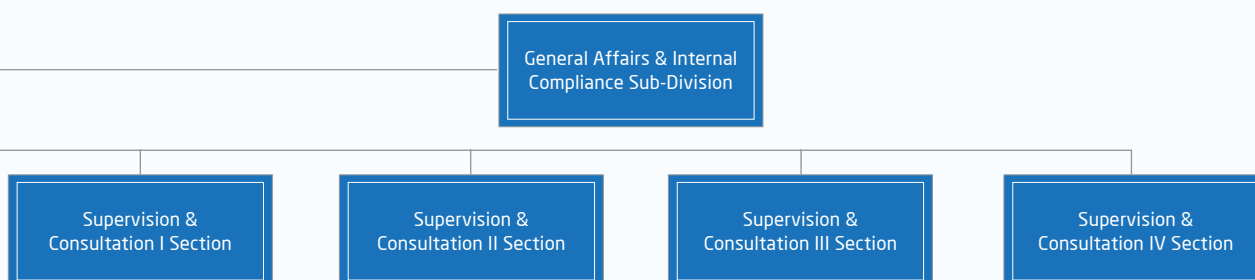 General Affairs & Internal
Compliance Sub-Division
Supervision &
Consultation I Section
Supervision &
Consultation II Section
Supervision &
Consultation III Section
Supervision &
Consultation IV Section